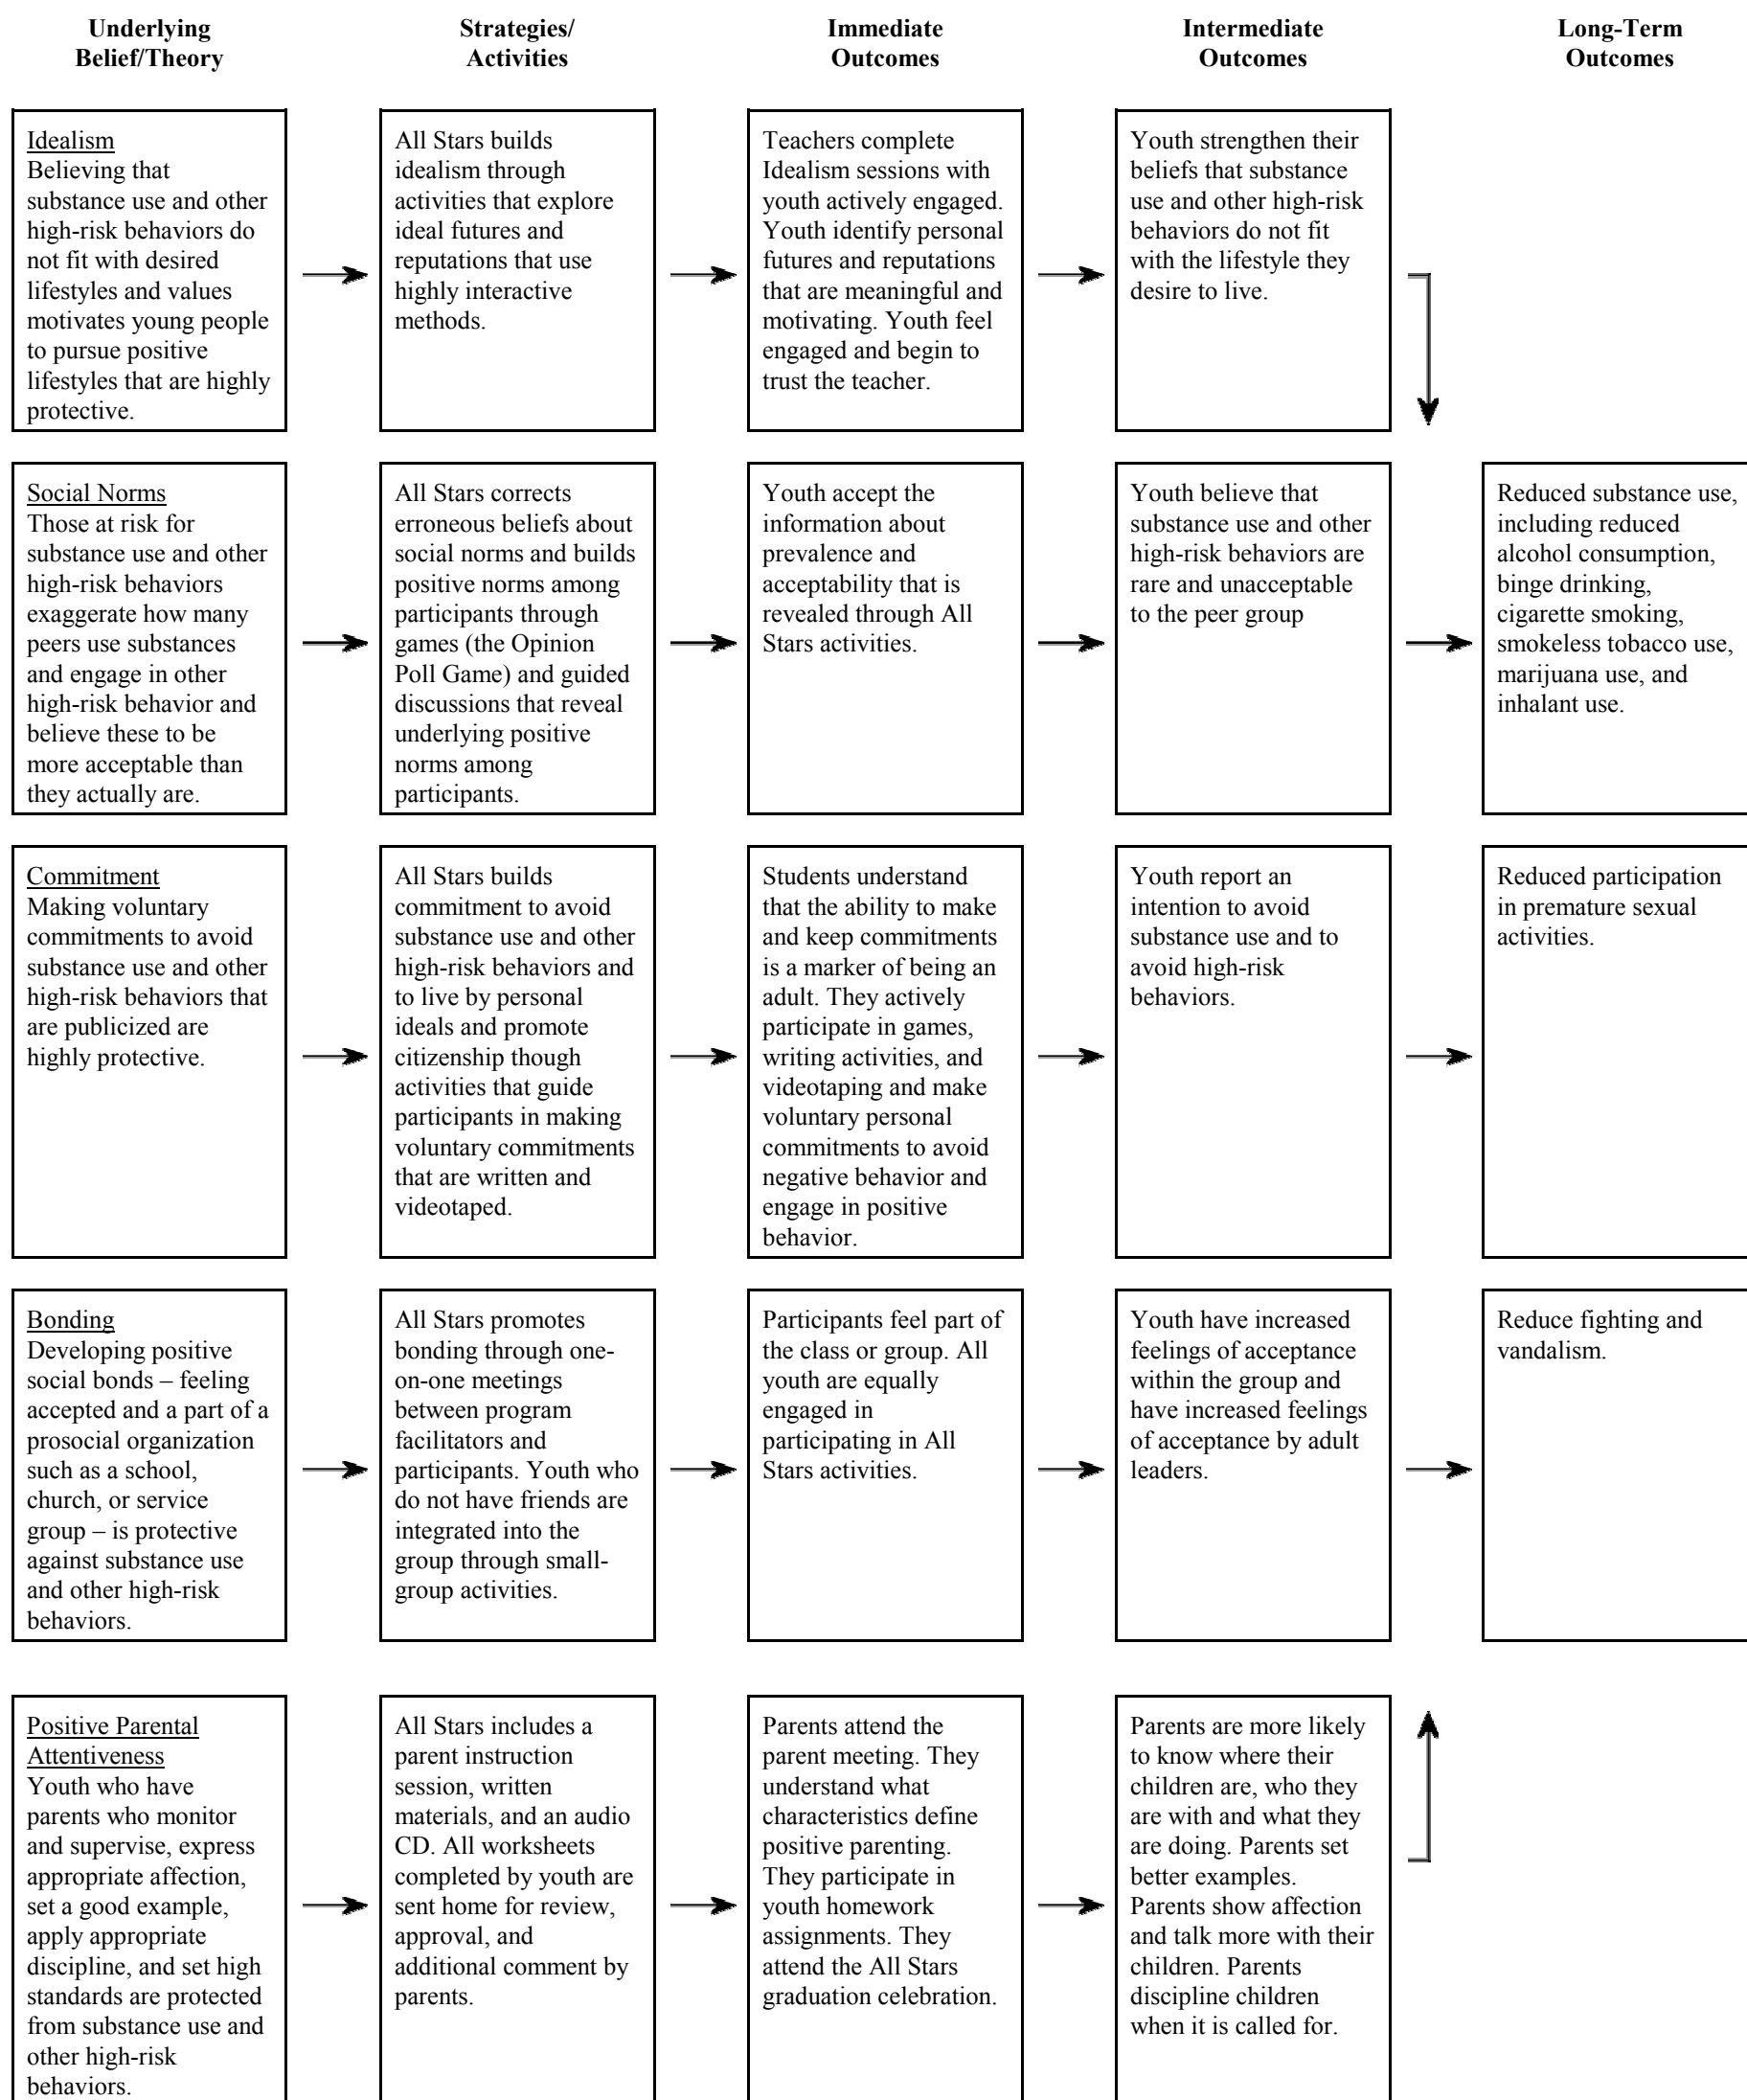 Underlying
Belief/Theory
Strategies/
Activities
Immediate
Outcomes
Intermediate
Outcomes
Long-Term
Outcomes
Idealism
Believing that
substance use and other
high-risk behaviors do
not fit with desired
lifestyles and values
motivates young people
to pursue positive
lifestyles that are highly
protective.
All Stars builds
idealism through
activities that explore
ideal futures and
reputations that use
highly interactive
methods.
Teachers complete
Idealism sessions with
youth actively engaged.
Youth identify personal
futures and reputations
that are meaningful and
motivating. Youth feel
engaged and begin to
trust the teacher.
Youth strengthen their
beliefs that substance
use and other high-risk
behaviors do not fit
with the lifestyle they
desire to live.
Social Norms
Those at risk for
substance use and other
high-risk behaviors
exaggerate how many
peers use substances
and engage in other
high-risk behavior and
believe these to be
more acceptable than
they actually are.
All Stars corrects
erroneous beliefs about
social norms and builds
positive norms among
participants through
games (the Opinion
Poll Game) and guided
discussions that reveal
underlying positive
norms among
participants.
Youth accept the
information about
prevalence and
acceptability that is
revealed through All
Stars activities.
Youth believe that
substance use and other
high-risk behaviors are
rare and unacceptable
to the peer group
Reduced substance use,
including reduced
alcohol consumption,
binge drinking,
cigarette smoking,
smokeless tobacco use,
marijuana use, and
inhalant use.
Commitment
Making voluntary
commitments to avoid
substance use and other
high-risk behaviors that
are publicized are
highly protective.
All Stars builds
commitment to avoid
substance use and other
high-risk behaviors and
to live by personal
ideals and promote
citizenship though
activities that guide
participants in making
voluntary commitments
that are written and
videotaped.
Students understand
that the ability to make
and keep commitments
is a marker of being an
adult. They actively
participate in games,
writing activities, and
videotaping and make
voluntary personal
commitments to avoid
negative behavior and
engage in positive
behavior.
Youth report an
intention to avoid
substance use and to
avoid high-risk
behaviors.
Reduced participation
in premature sexual
activities.
Bonding
Developing positive
social bonds – feeling
accepted and a part of a
prosocial organization
such as a school,
church, or service
group – is protective
against substance use
and other high-risk
behaviors.
All Stars promotes
bonding through one-
on-one meetings
between program
facilitators and
participants. Youth who
do not have friends are
integrated into the
group through small-
group activities.
Participants feel part of
the class or group. All
youth are equally
engaged in
participating in All
Stars activities.
Youth have increased
feelings of acceptance
within the group and
have increased feelings
of acceptance by adult
leaders.
Reduce fighting and
vandalism.
Positive Parental
Attentiveness
Youth who have
parents who monitor
and supervise, express
appropriate affection,
set a good example,
apply appropriate
discipline, and set high
standards are protected
from substance use and
other high-risk
behaviors.
All Stars includes a
parent instruction
session, written
materials, and an audio
CD. All worksheets
completed by youth are
sent home for review,
approval, and
additional comment by
parents.
Parents attend the
parent meeting. They
understand what
characteristics define
positive parenting.
They participate in
youth homework
assignments. They
attend the All Stars
graduation celebration.
Parents are more likely
to know where their
children are, who they
are with and what they
are doing. Parents set
better examples.
Parents show affection
and talk more with their
children. Parents
discipline children
when it is called for.